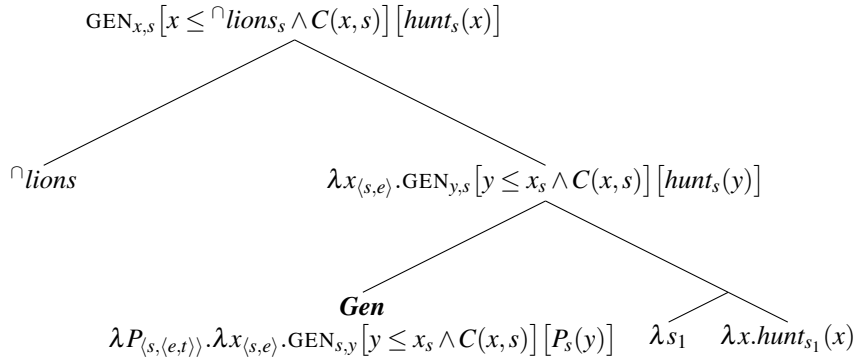 GEN_{x,s}[x ≤ ^∩lions_s ∧ C(x,s)][hunt_s(x)]
^∩lions
λx_{⟨s,e⟩}.GEN_{y,s}[y ≤ x_s ∧ C(x,s)][hunt_s(y)]
Gen
λP_{⟨s,⟨e,t⟩⟩}.λx_{⟨s,e⟩}.GEN_{s,y}[y ≤ x_s ∧ C(x,s)][P_s(y)] λs_1 λx.hunt_{s_1}(x)